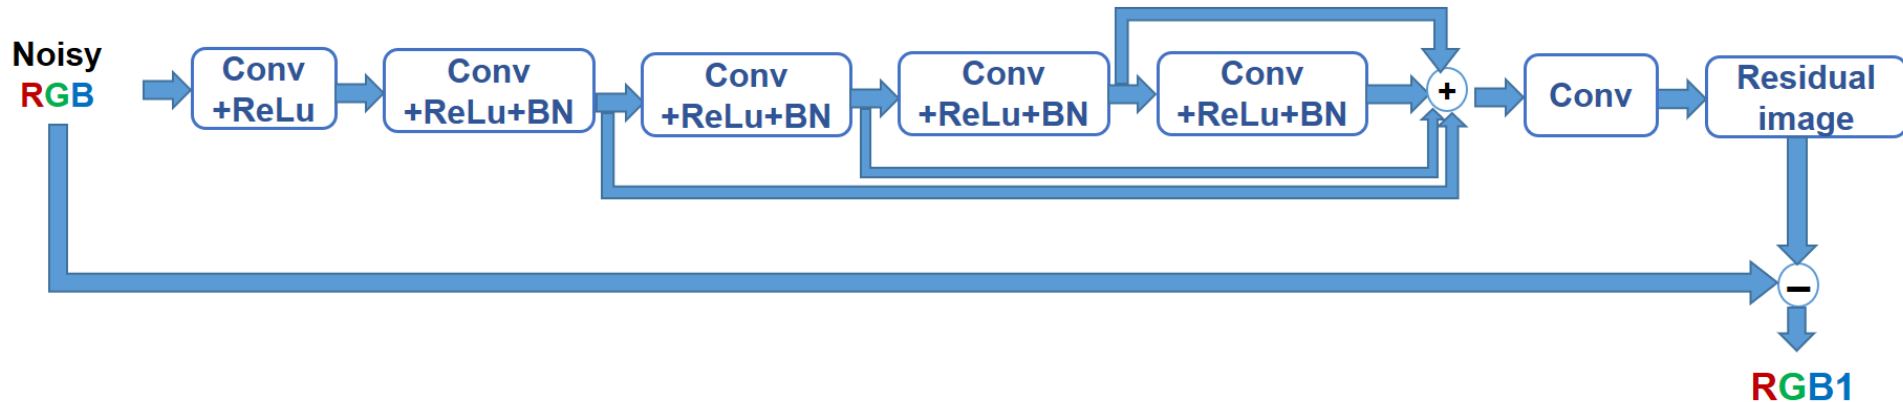 Noisy
RGB
Conv
+ReLu
Conv
+ReLu+BN
Conv
+ReLu+BN
Conv
+ReLu+BN
Conv
+ReLu+BN
+
Conv
Residual
image
−
RGB1